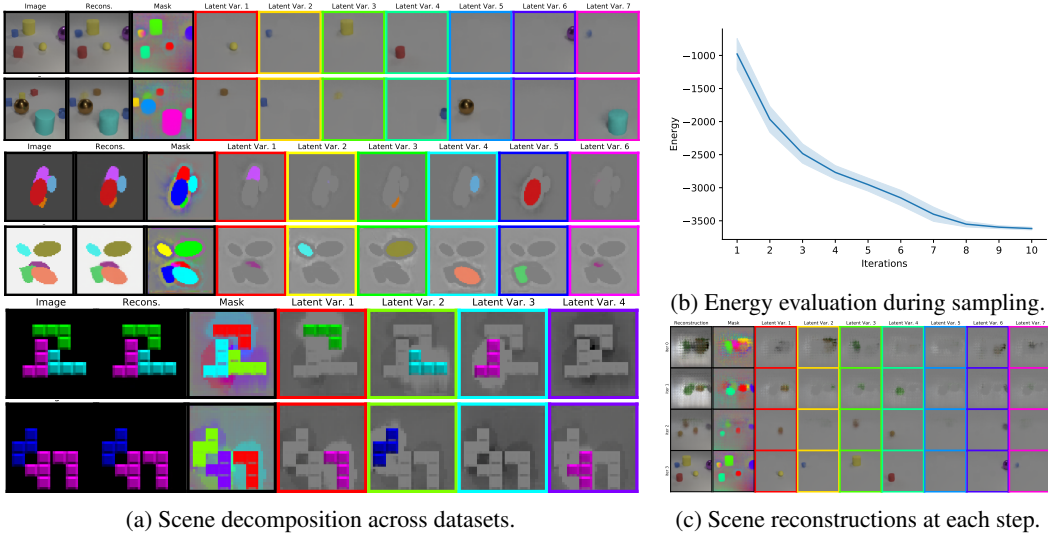 Image Recons. Mask Latent Var. 1 Latent Var. 2 Latent Var. 3 Latent Var. 4 Latent Var. 5 Latent Var. 6 Latent Var. 7
Image Recons. Mask Latent Var. 1 Latent Var. 2 Latent Var. 3 Latent Var. 4 Latent Var. 5 Latent Var. 6
Image Recons. Mask Latent Var. 1 Latent Var. 2 Latent Var. 3 Latent Var. 4
(a) Scene decomposition across datasets.
Energy
−1000
−1500
−2000
−2500
−3000
−3500
1 2 3 4 5 6 7 8 9 10
Iterations
(b) Energy evaluation during sampling.
Reconstruction Mask Latent Var. 1 Latent Var. 2 Latent Var. 3 Latent Var. 4 Latent Var. 5 Latent Var. 6 Latent Var. 7
(c) Scene reconstructions at each step.